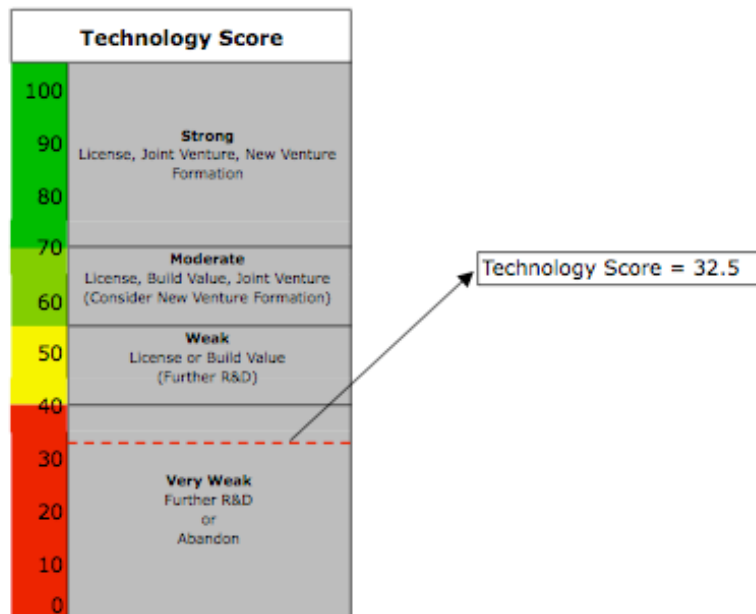 Technology Score
100
90
80
70
60
50
40
30
20
10
0
Strong
License, Joint Venture, New Venture
Formation
Moderate
License, Build Value, Joint Venture
(Consider New Venture Formation)
Weak
License or Build Value
(Further R&D)
Very Weak
Further R&D
or
Abandon
Technology Score = 32.5